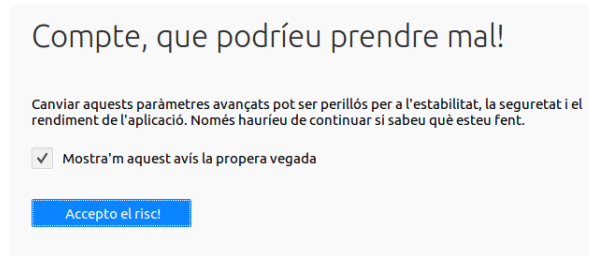 Compte, que podríeu prendre mal!
Canviar aquests paràmetres avançats pot ser perillós per a l'estabilitat, la seguretat i el
rendiment de l'aplicació. Només hauríeu de continuar si sabeu què esteu fent.
Mostra'm aquest avís la propera vegada
Accepto el risc!